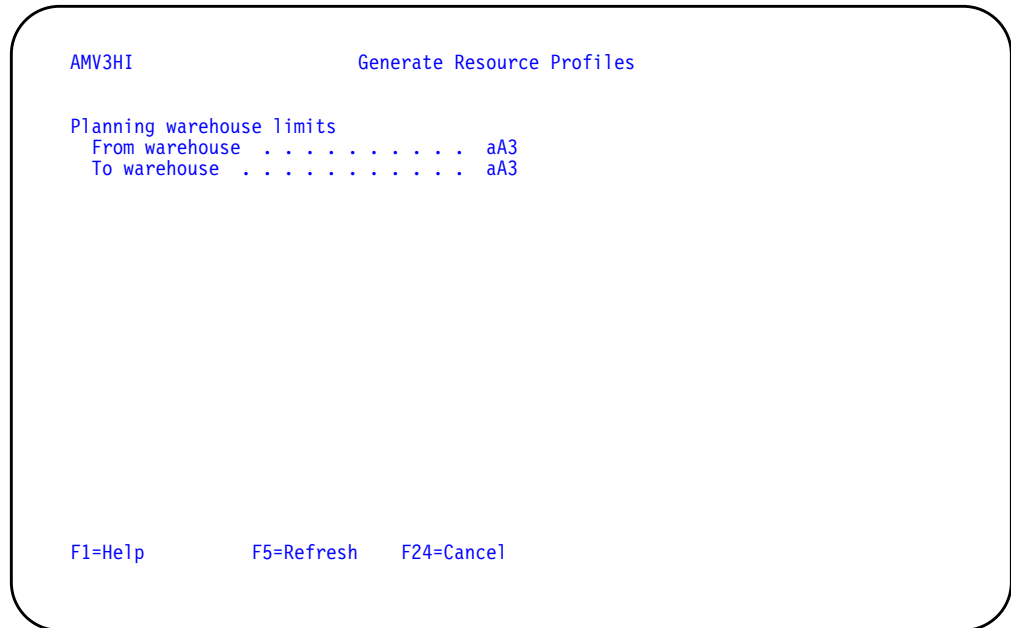 AMV3HI Generate Resource Profiles
Planning warehouse limits
From warehouse . . . . . . . . . . aA3
To warehouse . . . . . . . . . . . aA3
F1=Help F5=Refresh F24=Cancel